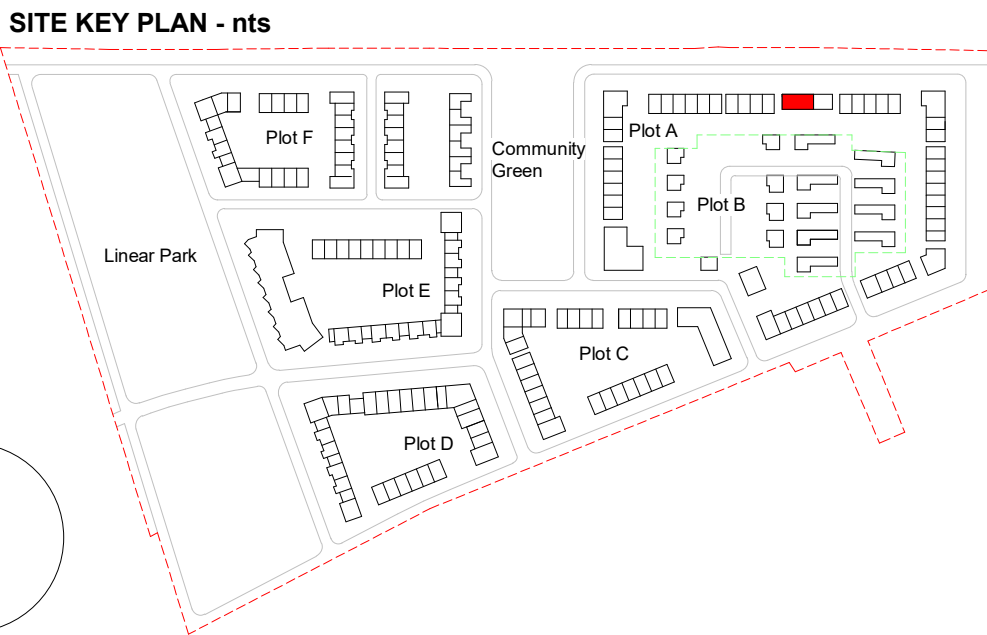 SITE KEY PLAN - nts
Plot F
Plot A
Community
Green
Plot B
Linear Park
Plot E
Plot C
Plot D